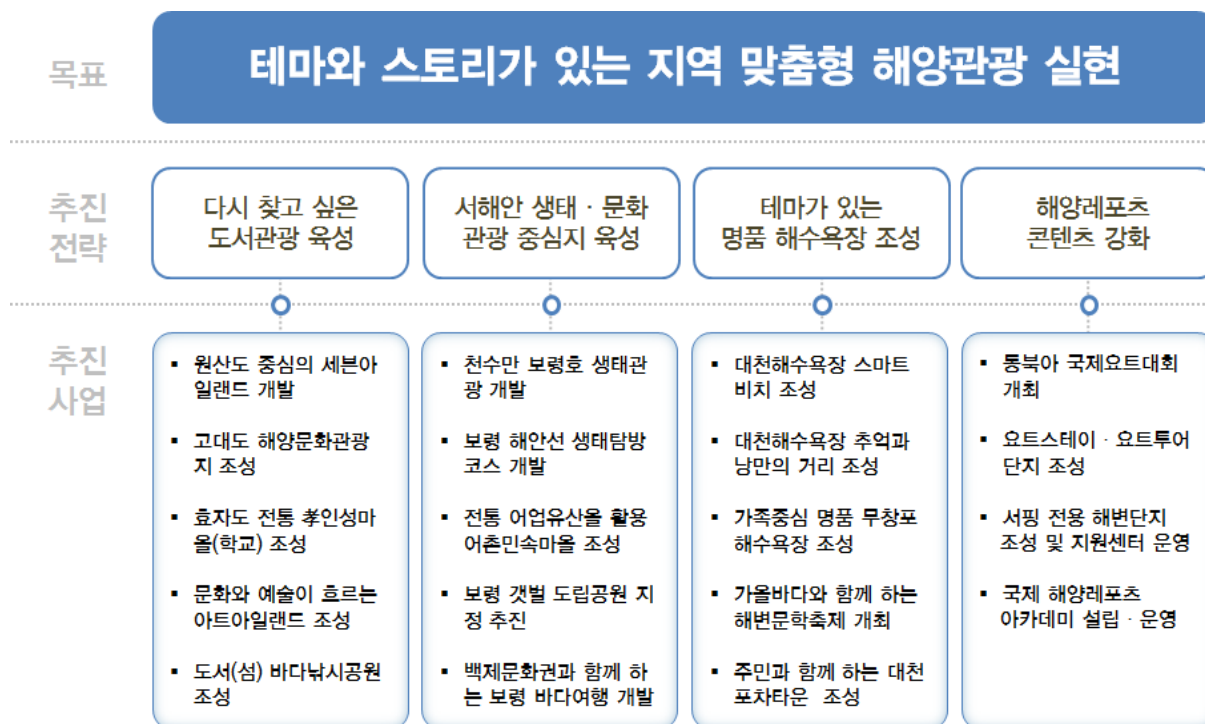 목표
테마와 스토리가 있는 지역 맞춤형 해양관광 실현
추진
전략
다시 찾고 싶은
도서관광 육성
서해안 생태 · 문화
관광 중심지 육성
테마가 있는
명품 해수욕장 조성
해양레포츠
콘텐츠 강화
추진
사업
▪ 원산도 중심의 세븐아
일랜드 개발
▪ 고대도 해양문화관광
지 조성
▪ 효자도 전통 孝인성마
을(학교) 조성
▪ 문화와 예술이 흐르는
아트아일랜드 조성
▪ 도서(섬) 바다낚시공원
조성
▪ 천수만 보령호 생태관
광 개발
▪ 보령 해안선 생태탐방
코스 개발
▪ 전통 어업유산을 활용
어촌민속마을 조성
▪ 보령 갯벌 도립공원 지
정 추진
▪ 백제문화권과 함께 하
는 보령 바다여행 개발
▪ 대천해수욕장 스마트
비치 조성
▪ 대천해수욕장 추억과
낭만의 거리 조성
▪ 가족중심 명품 무창포
해수욕장 조성
▪ 가을바다와 함께 하는
해변문학축제 개최
▪ 주민과 함께 하는 대천
포차타운 조성
▪ 동북아 국제요트대회
개최
▪ 요트스테이 · 요트투어
단지 조성
▪ 서핑 전용 해변단지
조성 및 지원센터 운영
▪ 국제 해양레포츠
아카데미 설립 · 운영